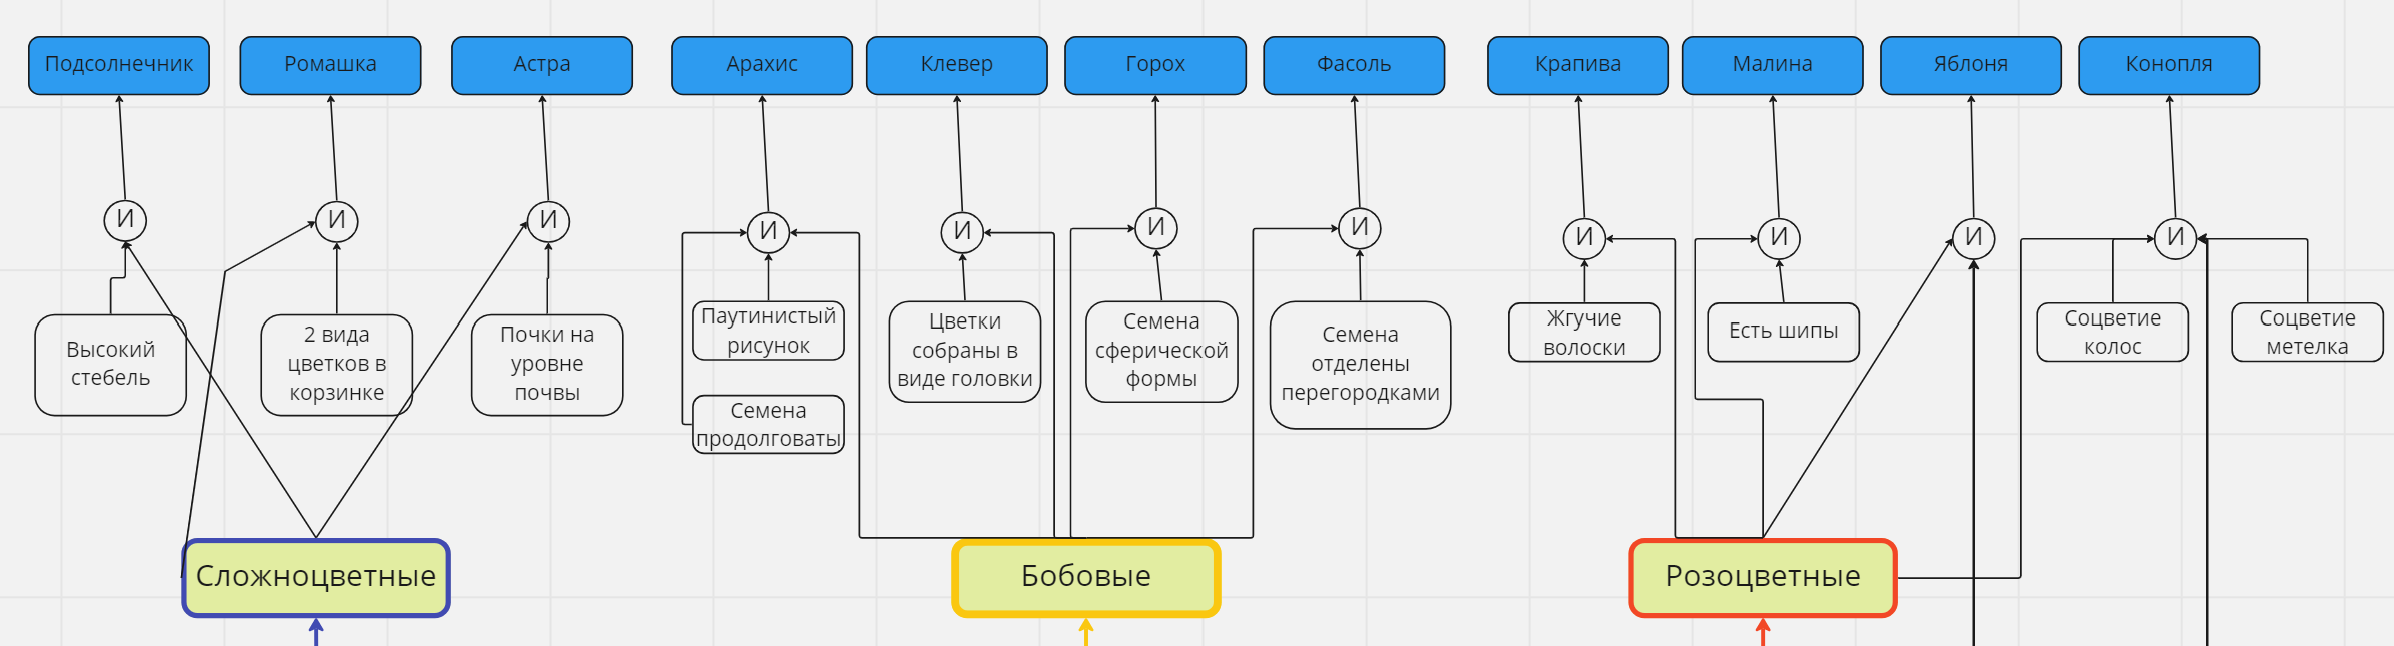 Подсолнечник
Ромашка
Астра
Арахис
Клевер
Горох
Фасоль
Крапива
Малина
Яблоня
Конопля
И
И
И
И
И
И
И
И
И
И
И
Высокий
стебель
2 вида
цветков в
корзинке
Почки на
уровне
почвы
Паутинистый
рисунок
Семена
продолговаты
Цветки
собраны в
виде головки
Семена
сферической
формы
Семена
отделены
перегородками
Жгучие
волоски
Есть шипы
Соцветие
колос
Соцветие
метелка
Сложноцветные
Бобовые
Розоцветные